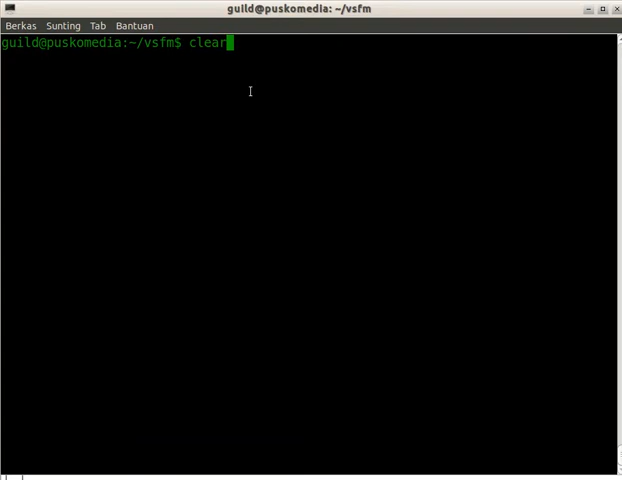 guild@puskomedia: ~/vsfm
Berkas Sunting Tab Bantuan
guild@puskomedia:~/vsfm$ clear